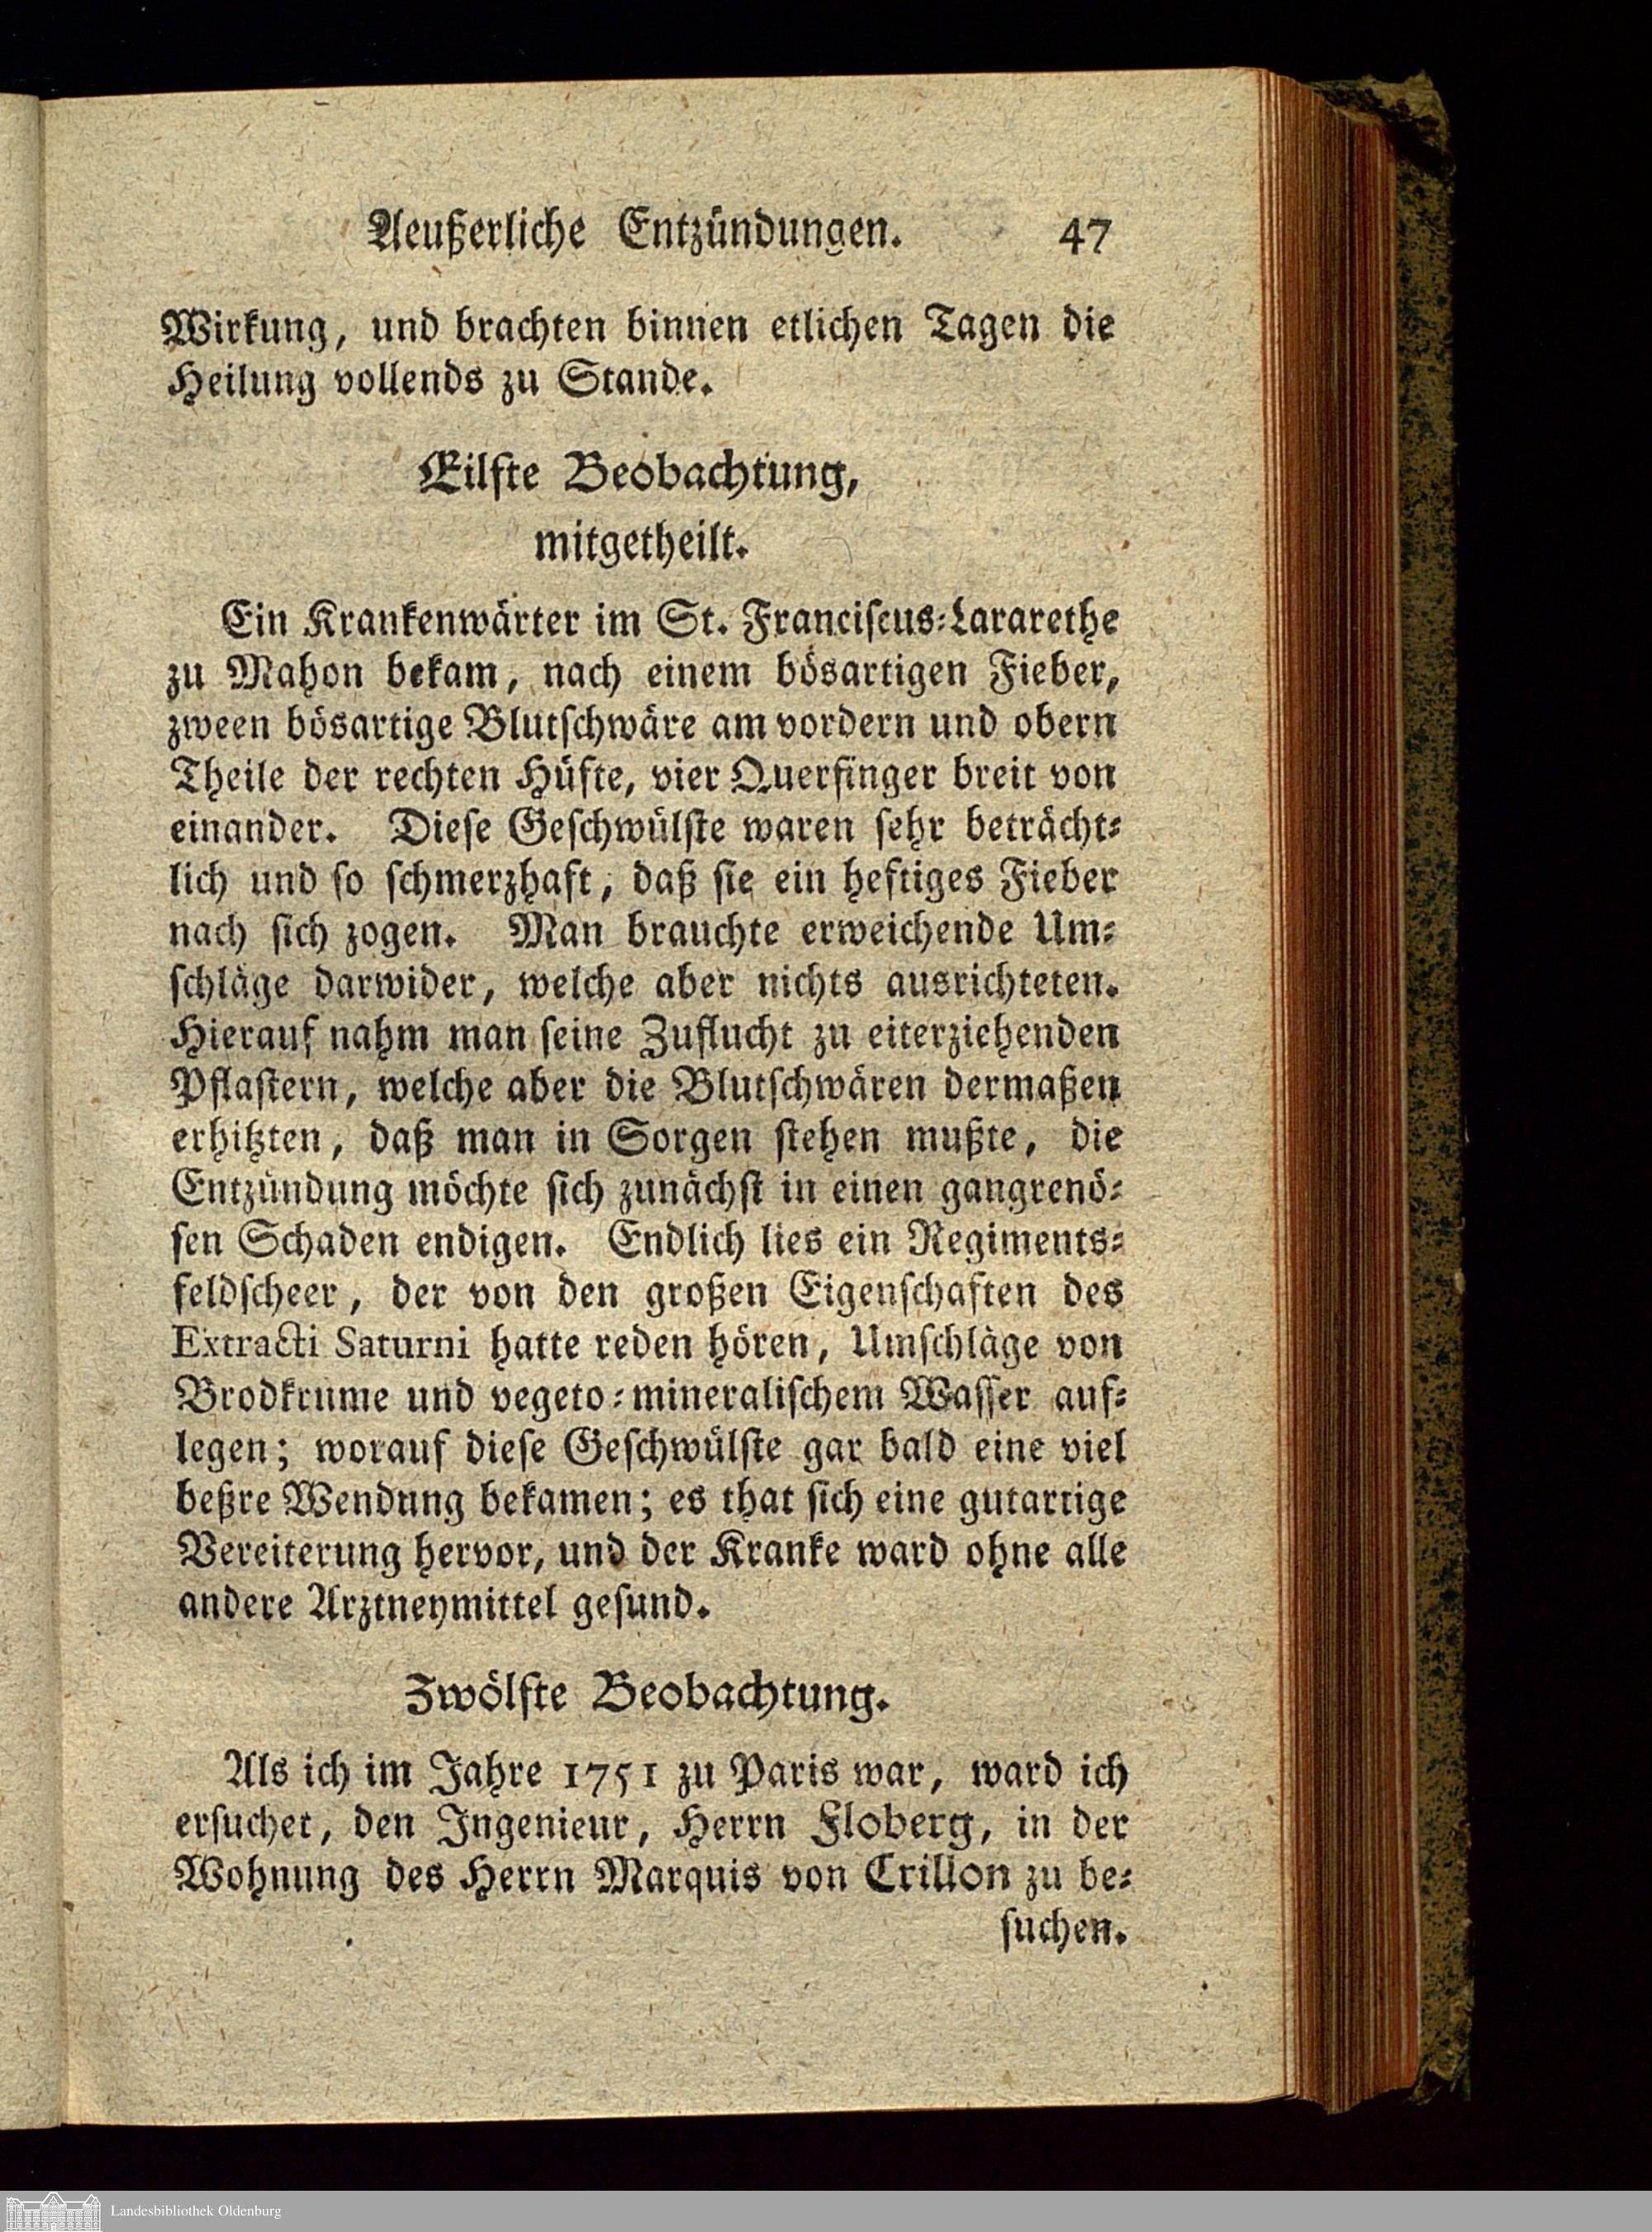 Aeußerliche Entzündungen. 47
Wirkung, und brachten binnen etlichen Tagen die
Heilung vollends zu Stande.
Eilfte Beobachtung,
mitgetheilt.
Ein Krankenwärter im St. Franciscus-Lararethe
zu Mahon bekam, nach einem bösartigen Fieber,
zween bösartige Blutschwäre am vordern und obern
Theile der rechten Hüfte, vier Querfinger breit von
einander. Diese Geschwülste waren sehr beträcht-
lich und so schmerzhaft, daß sie ein heftiges Fieber
nach sich zogen. Man brauchte erweichende Um-
schläge darwider, welche aber nichts ausrichteten.
Hierauf nahm man seine Zuflucht zu eiterziehenden
Pflastern, welche aber die Blutschwären dermaßen
erhitzten, daß man in Sorgen stehen mußte, die
Entzündung möchte sich zunächst in einen gangrenö-
sen Schaden endigen. Endlich lies ein Regiments-
feldscheer, der von den großen Eigenschaften des
Extracti Saturni hatte reden hören, Umschläge von
Brodkrume und vegeto-mineralischem Wasser auf-
legen; worauf diese Geschwülste gar bald eine viel
beßre Wendung bekamen; es that sich eine gutartige
Vereiterung hervor, und der Kranke ward ohne alle
andere Arztneymittel gesund.
Zwölfte Beobachtung.
Als ich im Jahre 1751 zu Paris war, ward ich
ersuchet, den Ingenieur, Herrn Floberg, in der
Wohnung des Herrn Marquis von Crillon zu be-
suchen.
Landesbibliothek Oldenburg